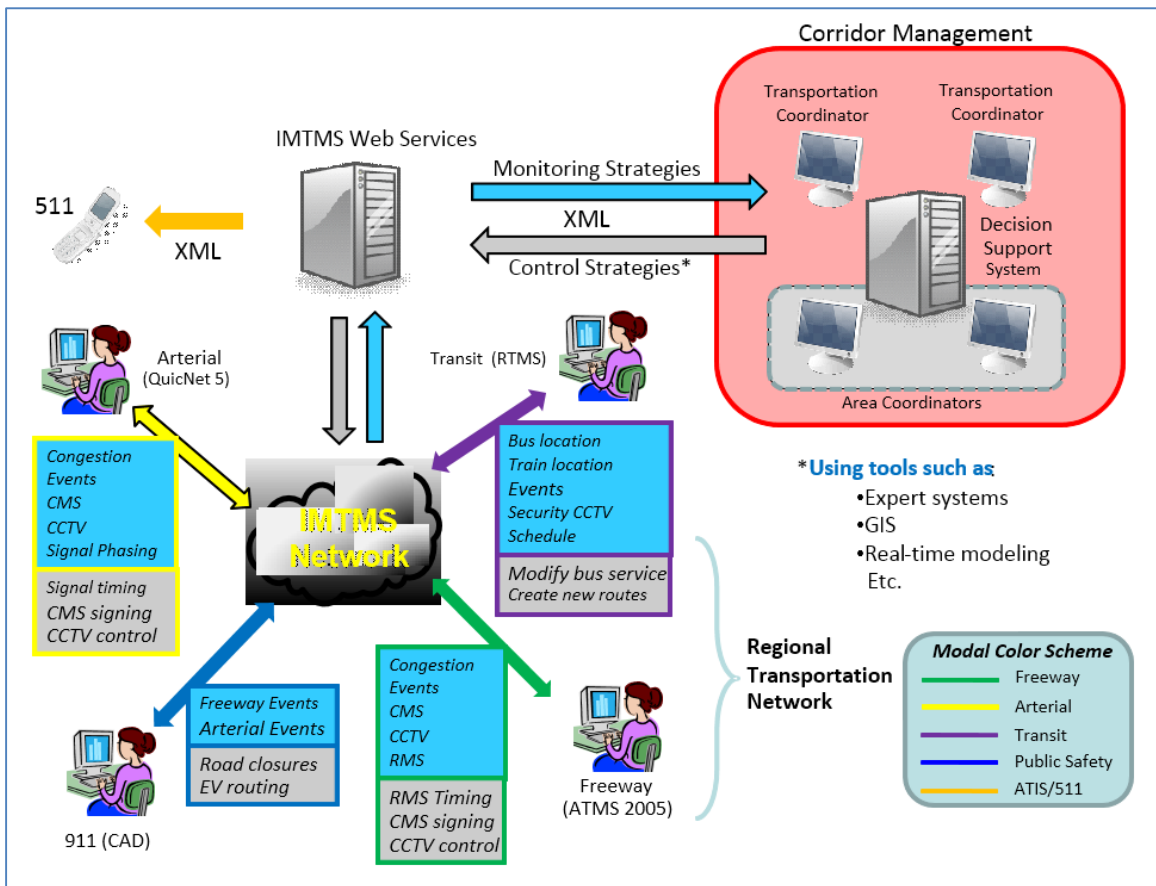 Corridor Management
Transportation
Coordinator
Transportation
Coordinator
IMTMS Web Services
Monitoring Strategies
511
XML
XML
Control Strategies*
Decision
Support
System
Area Coordinators
Arterial
(QuicNet 5)
Transit (RTMS)
Congestion
Events
CMS
CCTV
Signal Phasing
Signal timing
CMS signing
CCTV control
IMTMS
Network
Bus location
Train location
Events
Security CCTV
Schedule
Modify bus service
Create new routes
*Using tools such as:
•Expert systems
•GIS
•Real-time modeling
Etc.
Freeway Events
Arterial Events
Road closures
EV routing
911 (CAD)
Congestion
Events
CMS
CCTV
RMS
RMS Timing
CMS signing
CCTV control
Freeway
(ATMS 2005)
Regional
Transportation
Network
Modal Color Scheme
Freeway
Arterial
Transit
Public Safety
ATIS/511